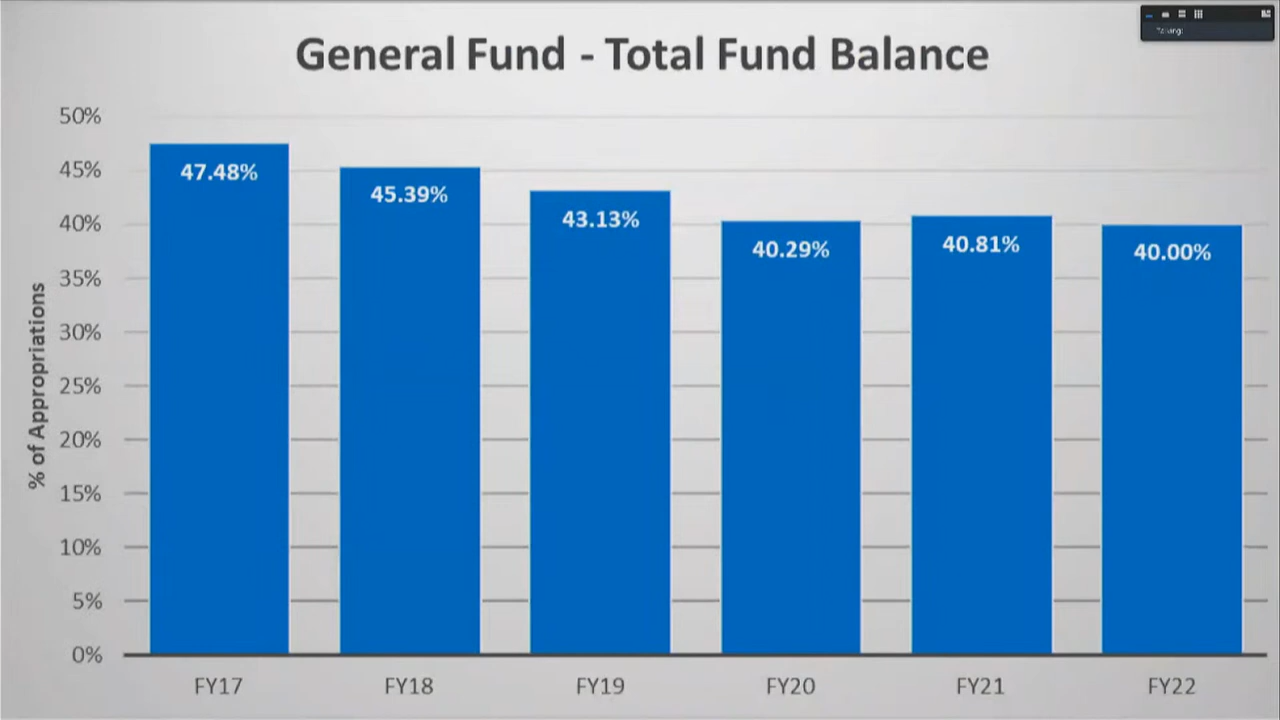 General Fund - Total Fund Balance
% of Appropriations
50%
45%
40%
35%
30%
25%
20%
15%
10%
5%
0%
47.48%
45.39%
43.13%
40.29%
40.81%
40.00%
FY17
FY18
FY19
FY20
FY21
FY22